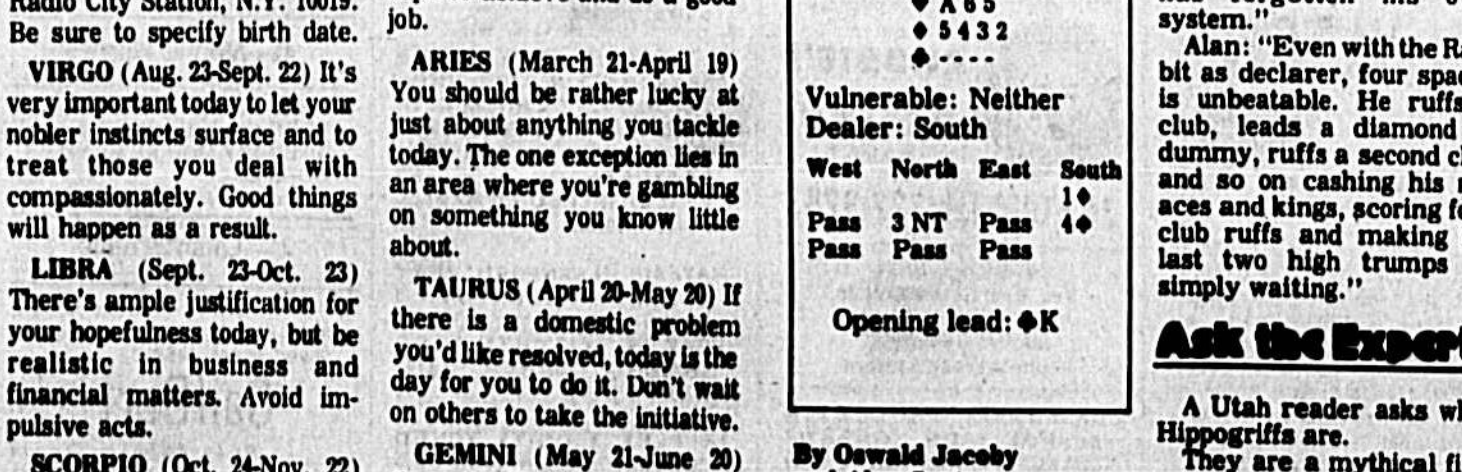 Radio City Station, N.Y. 10019.
Be sure to specify birth date.
VIRGO (Aug. 23-Sept. 22) It's
very important today to let your
nobler instincts surface and to
treat those you deal with
compassionately. Good things
will happen as a result.
LIBRA (Sept. 23-Oct. 23)
There's ample justification for
your hopefulness today, but be
realistic in business and
financial matters. Avoid im-
pulsive acts.
SCORPIO (Oct. 24-Nov. 22)
good
job.
ARIES (March 21-April 19)
You should be rather lucky at
just about anything you tackle
today. The one exception lies in
an area where you're gambling
on something you know little
about.
TAURUS (April 20-May 20) If
there is a domestic problem
you'd like resolved, today is the
day for you to do it. Don't wait
on others to take the initiative.
GEMINI (May 21-June 20)
♦ A 6 5
♦ 5 4 3 2
♠ - - - -
Vulnerable: Neither
Dealer: South
West North East South
1♦
Pass 3 NT Pass 4♦
Pass Pass Pass
Opening lead: ♠K
By Oswald Jacoby
system."
Alan: "Even with the
bit as declarer, four
is unbeatable. He ruffs
club, leads a diamond
dummy, ruffs a second
and so on cashing his
aces and kings, scoring
club ruffs and making
last two high trumps
simply waiting."
Ask the
A Utah reader asks
Hippogriffs are.
They are a mythical